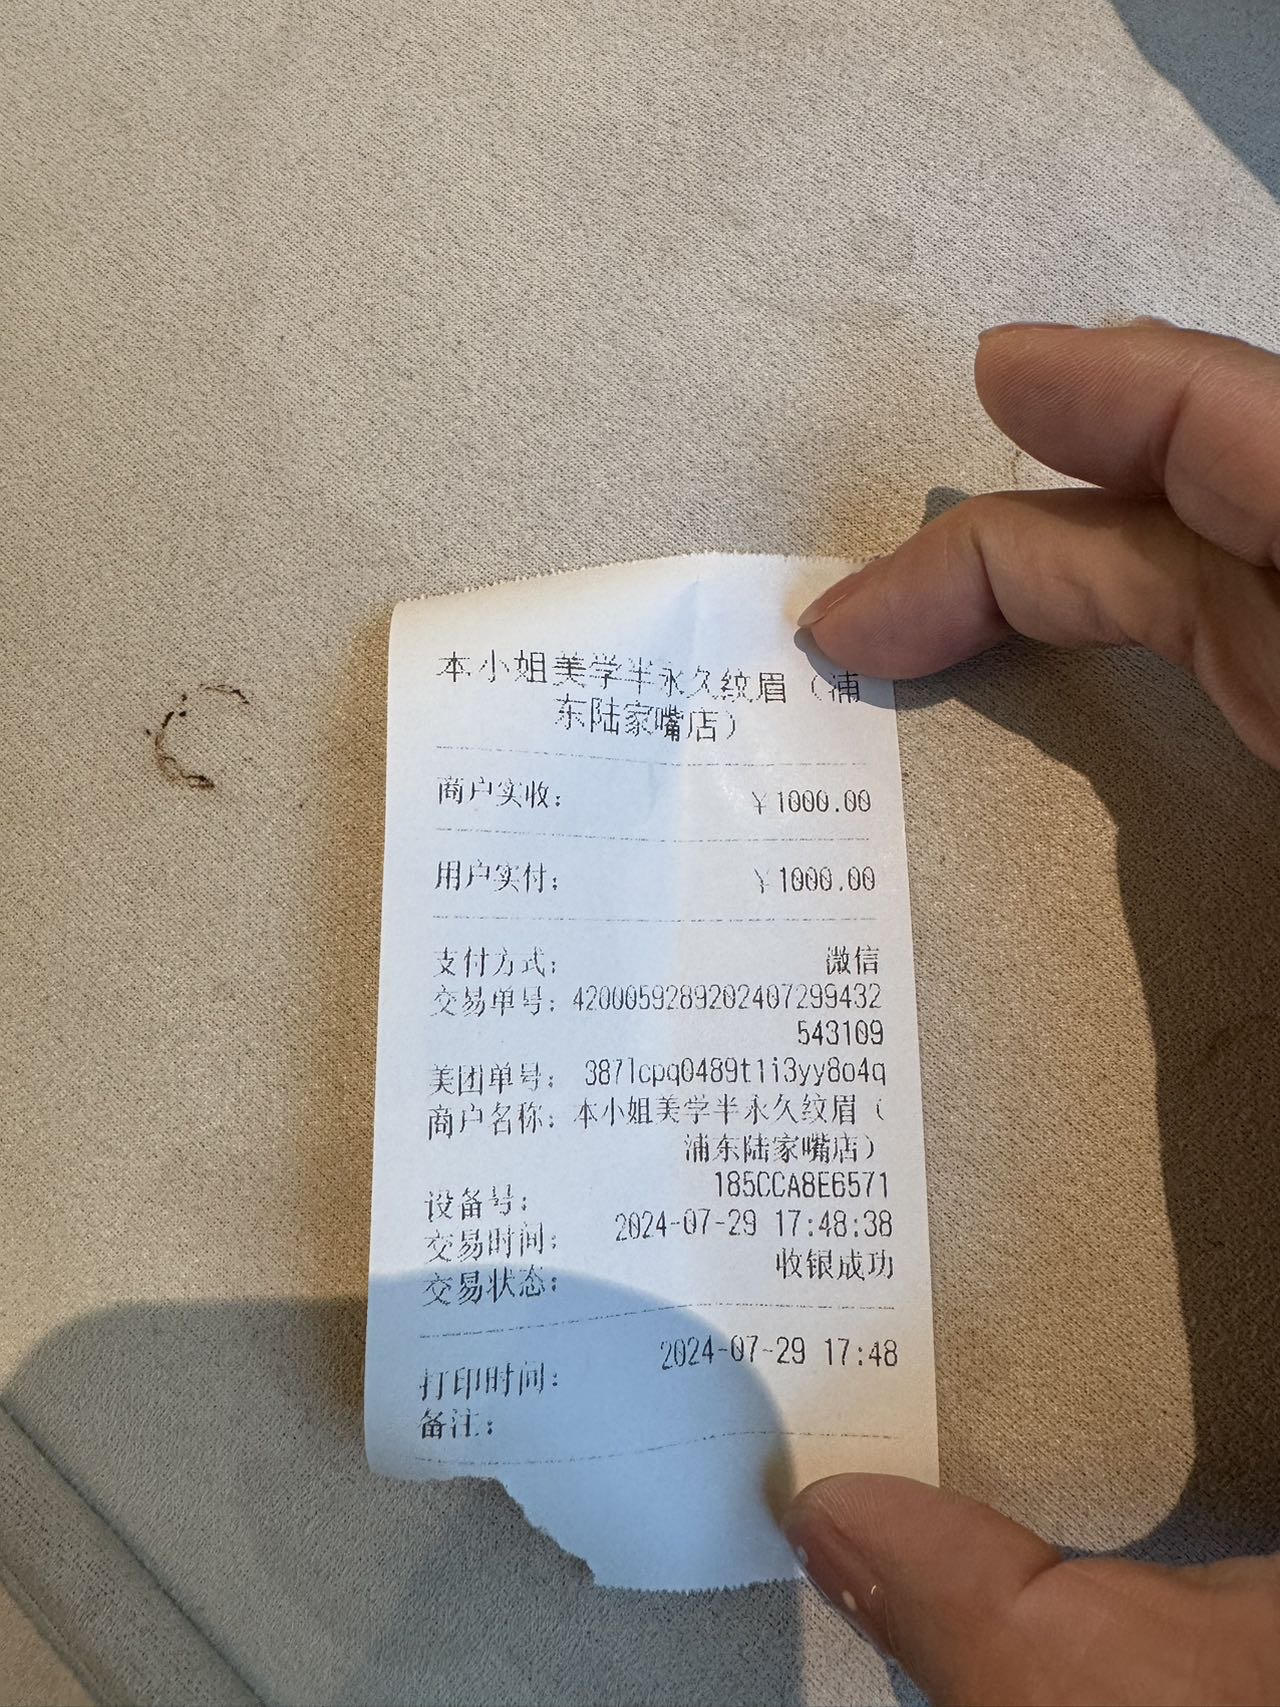 本小姐美学半永久纹眉（浦
东陆家嘴店）
商户实收： ￥1000.00
用户实付： ￥1000.00
支付方式： 微信
交易单号： 4200059289202407299432
543109
美团单号： 387lcpq0489t1i3yy8o4q
商户名称： 本小姐美学半永久纹眉（
浦东陆家嘴店）
设备号： 185CCA8E6571
交易时间： 2024-07-29 17:48:38
交易状态： 收银成功
打印时间： 2024-07-29 17:48
备注：